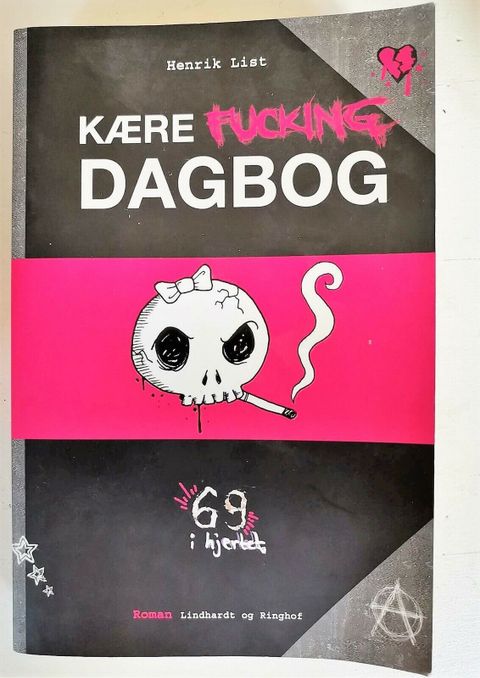 Henrik List
KÆRE FUCKING
DAGBOG
69
i hjertet
Roman Lindhardt og Ringhof
A